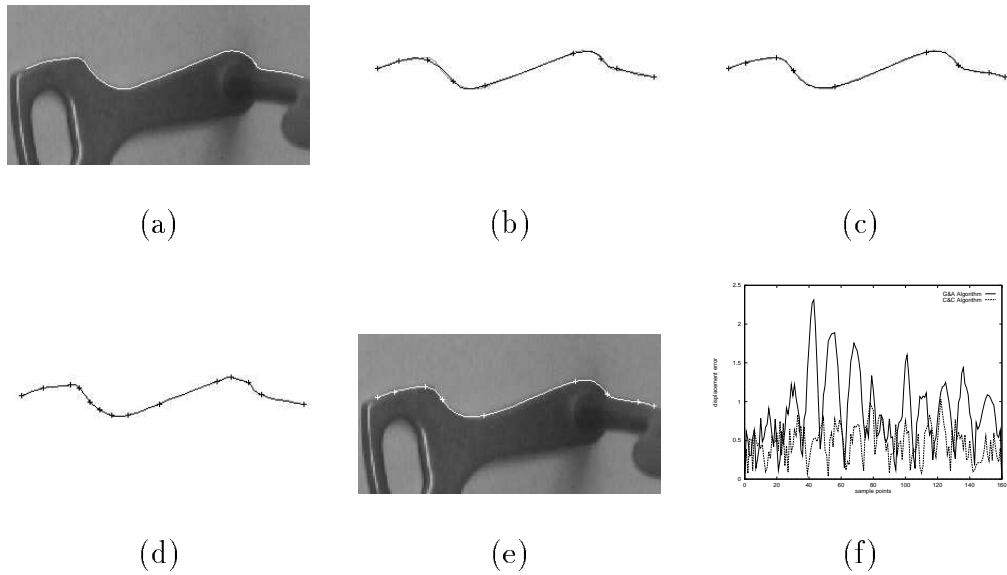 (a)
(b)
(c)
(d)
(e)
(f)
2.5
2
1.5
1
0.5
0
displacement error
G&A Algorithm
C&C Algorithm
0 20 40 60 80 100 120 140 160
sample points